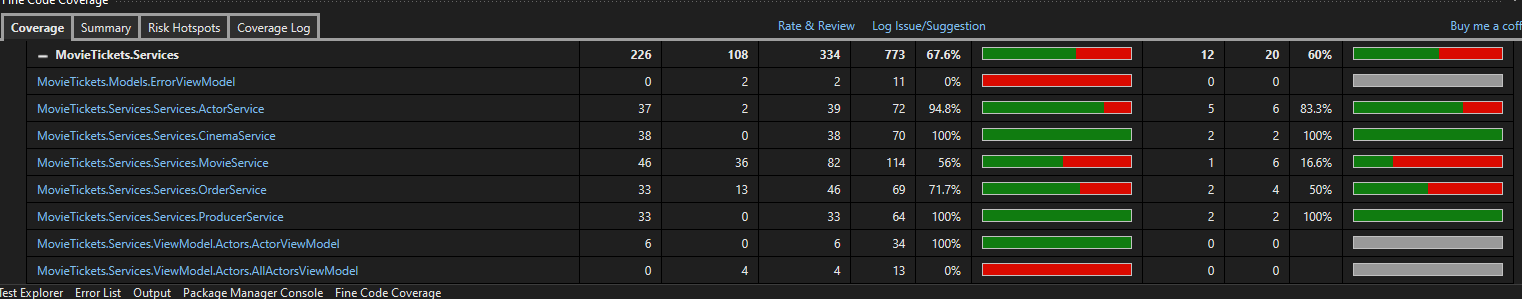 Fine Code Coverage
Coverage Summary Risk Hotspots Coverage Log Rate & Review Log Issue/Suggestion Buy me a coff
– MovieTickets.Services 226 108 334 773 67.6% 12 20 60%
MovieTickets.Models.ErrorViewModel 0 2 2 11 0% 0 0
MovieTickets.Services.Services.ActorService 37 2 39 72 94.8% 5 6 83.3%
MovieTickets.Services.Services.CinemaService 38 0 38 70 100% 2 2 100%
MovieTickets.Services.Services.MovieService 46 36 82 114 56% 1 6 16.6%
MovieTickets.Services.Services.OrderService 33 13 46 69 71.7% 2 4 50%
MovieTickets.Services.Services.ProducerService 33 0 33 64 100% 2 2 100%
MovieTickets.Services.ViewModel.Actors.ActorViewModel 6 0 6 34 100% 0 0
MovieTickets.Services.ViewModel.Actors.AllActorsViewModel 0 4 4 13 0% 0 0
Test Explorer Error List Output Package Manager Console Fine Code Coverage